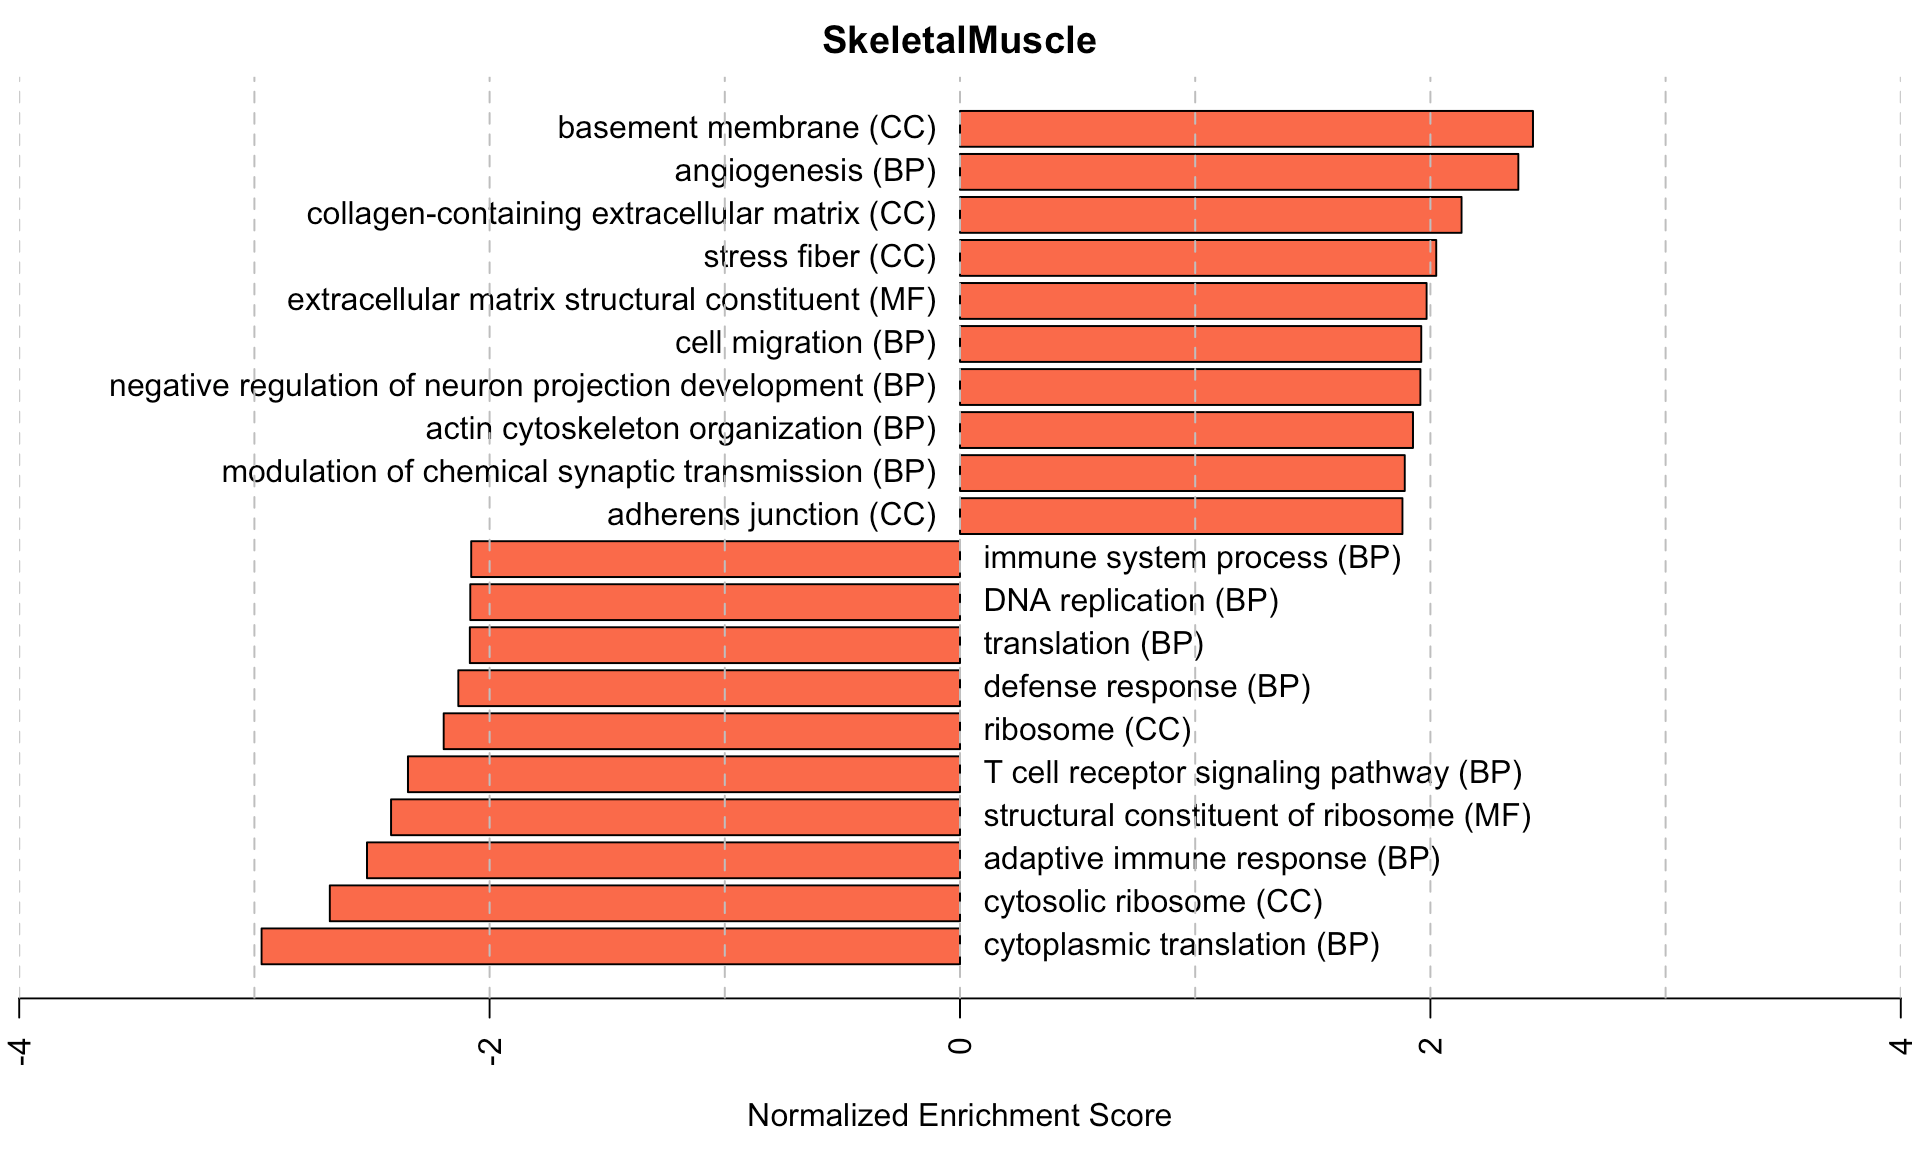 SkeletalMuscle
basement membrane (CC)
angiogenesis (BP)
collagen-containing extracellular matrix (CC)
stress fiber (CC)
extracellular matrix structural constituent (MF)
cell migration (BP)
negative regulation of neuron projection development (BP)
actin cytoskeleton organization (BP)
modulation of chemical synaptic transmission (BP)
adherens junction (CC)
immune system process (BP)
DNA replication (BP)
translation (BP)
defense response (BP)
ribosome (CC)
T cell receptor signaling pathway (BP)
structural constituent of ribosome (MF)
adaptive immune response (BP)
cytosolic ribosome (CC)
cytoplasmic translation (BP)
-4 -2 0 2 4
Normalized Enrichment Score